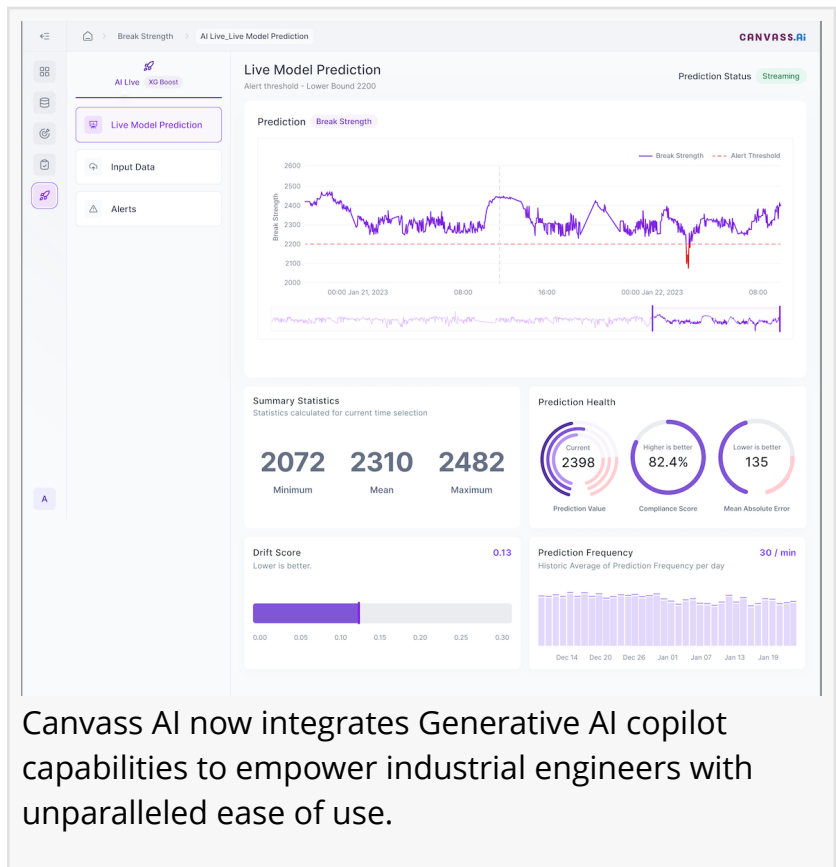 Break Strength
AI Live_Live Model Prediction
CANVASS.Ai
AI Live XG Boost
Live Model Prediction
Input Data
Alerts
A
Live Model Prediction
Alert threshold - Lower Bound 2200
Prediction Status Streaming
Prediction Break Strength
Break Strength
Alert Threshold
Break Strength
2600
2500
2400
2300
2200
2100
2000
00:00 Jan 21, 2023
08:00
16:00
00:00 Jan 22, 2023
08:00
Summary Statistics
Statistics calculated for current time selection
2072 2310 2482
Minimum Mean Maximum
Prediction Health
Current
2398
Prediction Value
Higher is better
82.4%
Compliance Score
Lower is better
135
Mean Absolute Error
Drift Score 0.13
Lower is better.
0.00 0.05 0.10 0.15 0.20 0.25 0.30
Prediction Frequency 30 / min
Historic Average of Prediction Frequency per day
Dec 14 Dec 20 Dec 26 Jan 01 Jan 07 Jan 13 Jan 19
Canvass AI now integrates Generative AI copilot
capabilities to empower industrial engineers with
unparalleled ease of use.